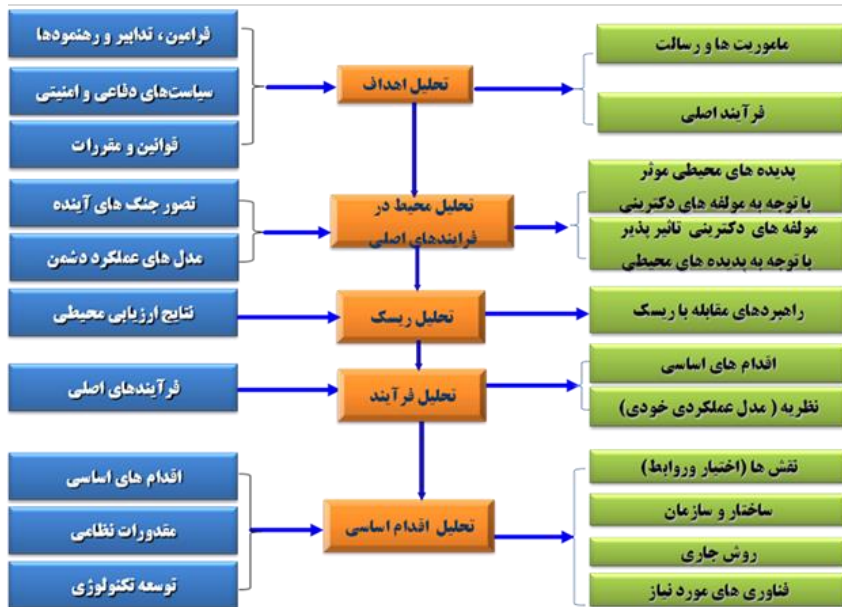 فرامین ، تدابیر و رهنمودها
سیاست‌های دفاعی و امنیتی
قوانین و مقررات
تحلیل اهداف
ماموریت ها و رسالت
فرآیند اصلی
تصور جنگ های آینده
مدل های عملکرد دشمن
تحلیل محیط در
فرایندهای اصلی
پدیده های محیطی موثر
با توجه به مولفه های دکترینی
مولفه های دکترینی تاثیر پذیر
با توجه به پدیده های محیطی
نتایج ارزیابی محیطی
تحلیل ریسک
راهبردهای مقابله با ریسک
فرآیندهای اصلی
تحلیل فرآیند
اقدام های اساسی
نظریه ( مدل عملکردی خودی)
اقدام های اساسی
مقدورات نظامی
توسعه تکنولوژی
تحلیل اقدام اساسی
نقش ها (اختیار وروابط)
ساختار و سازمان
روش جاری
فناوری های مورد نیاز